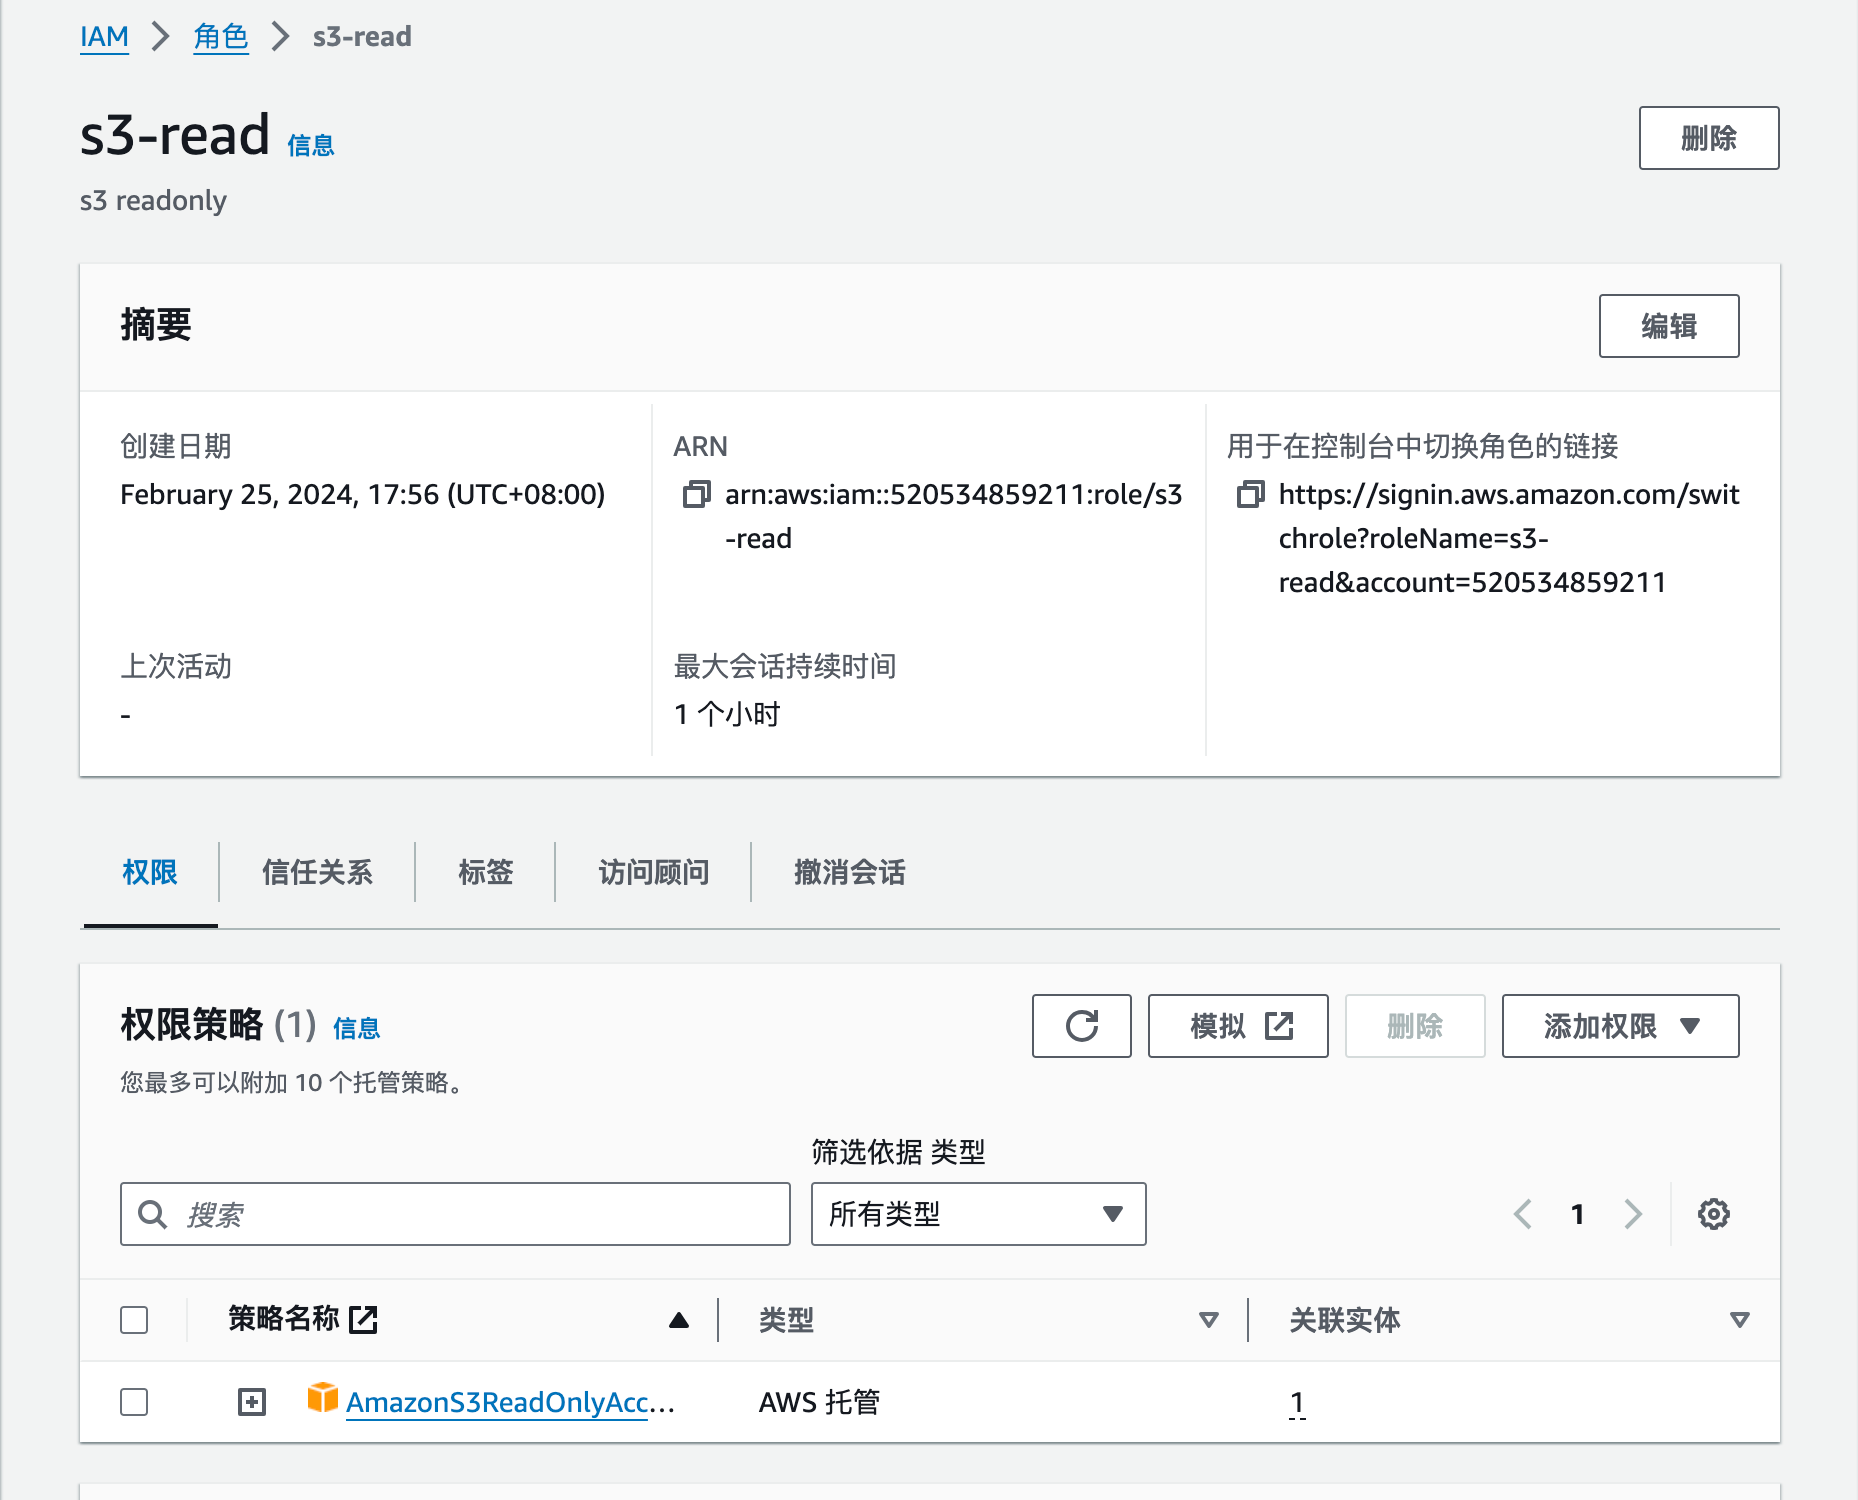 IAM > 角色 > s3-read
s3-read 信息
删除
s3 readonly
摘要
编辑
创建日期
February 25, 2024, 17:56 (UTC+08:00)
ARN
arn:aws:iam::520534859211:role/s3
-read
用于在控制台中切换角色的链接
https://signin.aws.amazon.com/swit
chrole?roleName=s3-
read&account=520534859211
上次活动
-
最大会话持续时间
1 个小时
权限
信任关系
标签
访问顾问
撤消会话
权限策略 (1) 信息
模拟
删除
添加权限
您最多可以附加 10 个托管策略。
筛选依据 类型
搜索
所有类型
1
策略名称
类型
关联实体
AmazonS3ReadOnlyAcc...
AWS 托管
1